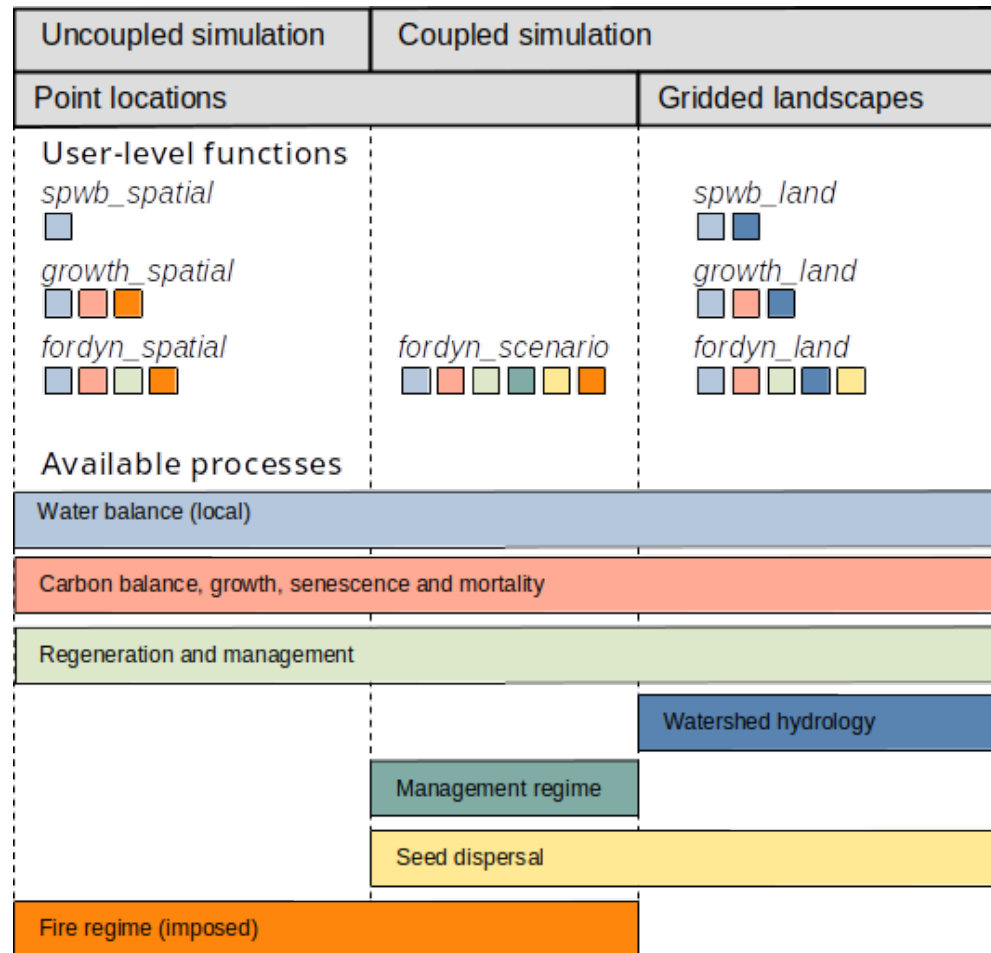 Uncoupled simulation
Coupled simulation
Point locations
Gridded landscapes
User-level functions
spwb_spatial
spwb_land
growth_spatial
growth_land
fordyn_spatial
fordyn_scenario
fordyn_land
Available processes
Water balance (local)
Carbon balance, growth, senescence and mortality
Regeneration and management
Watershed hydrology
Management regime
Seed dispersal
Fire regime (imposed)